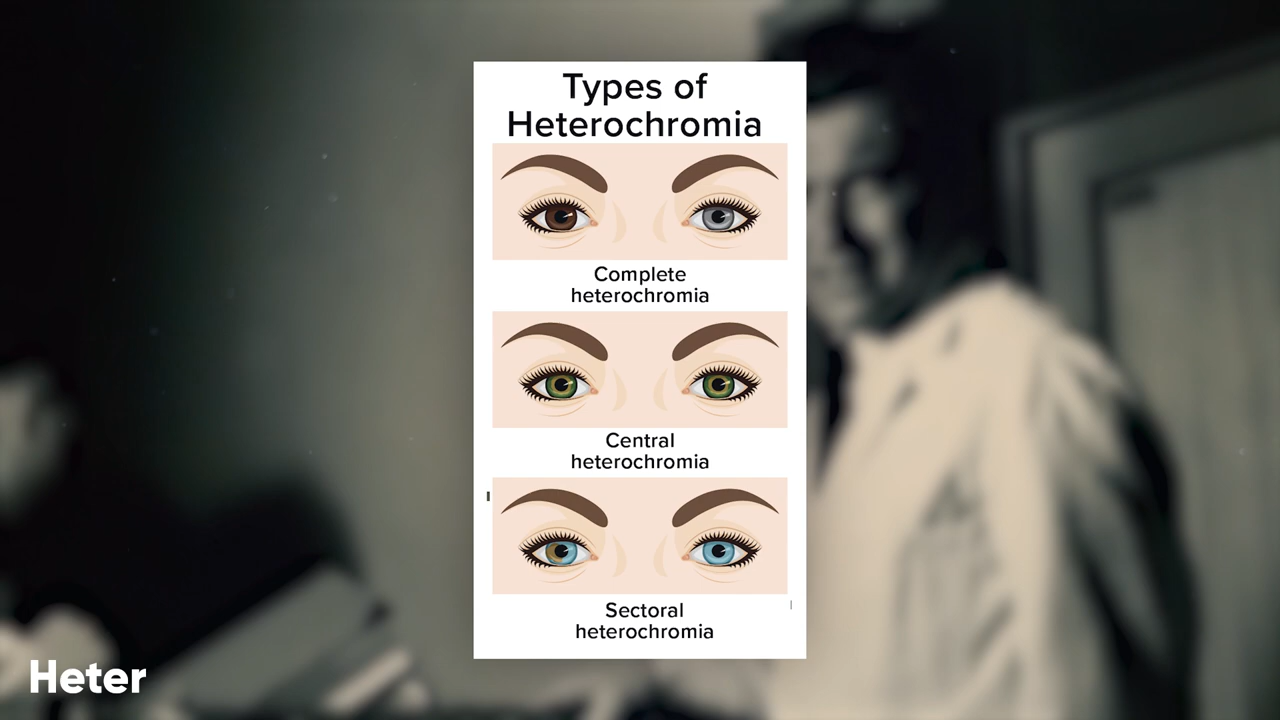 Types of
Heterochromia
Complete
heterochromia
Central
heterochromia
Sectoral
heterochromia
Heter